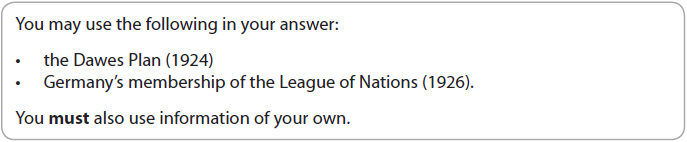 You may use the following in your answer:
• the Dawes Plan (1924)
• Germany’s membership of the League of Nations (1926).
You must also use information of your own.